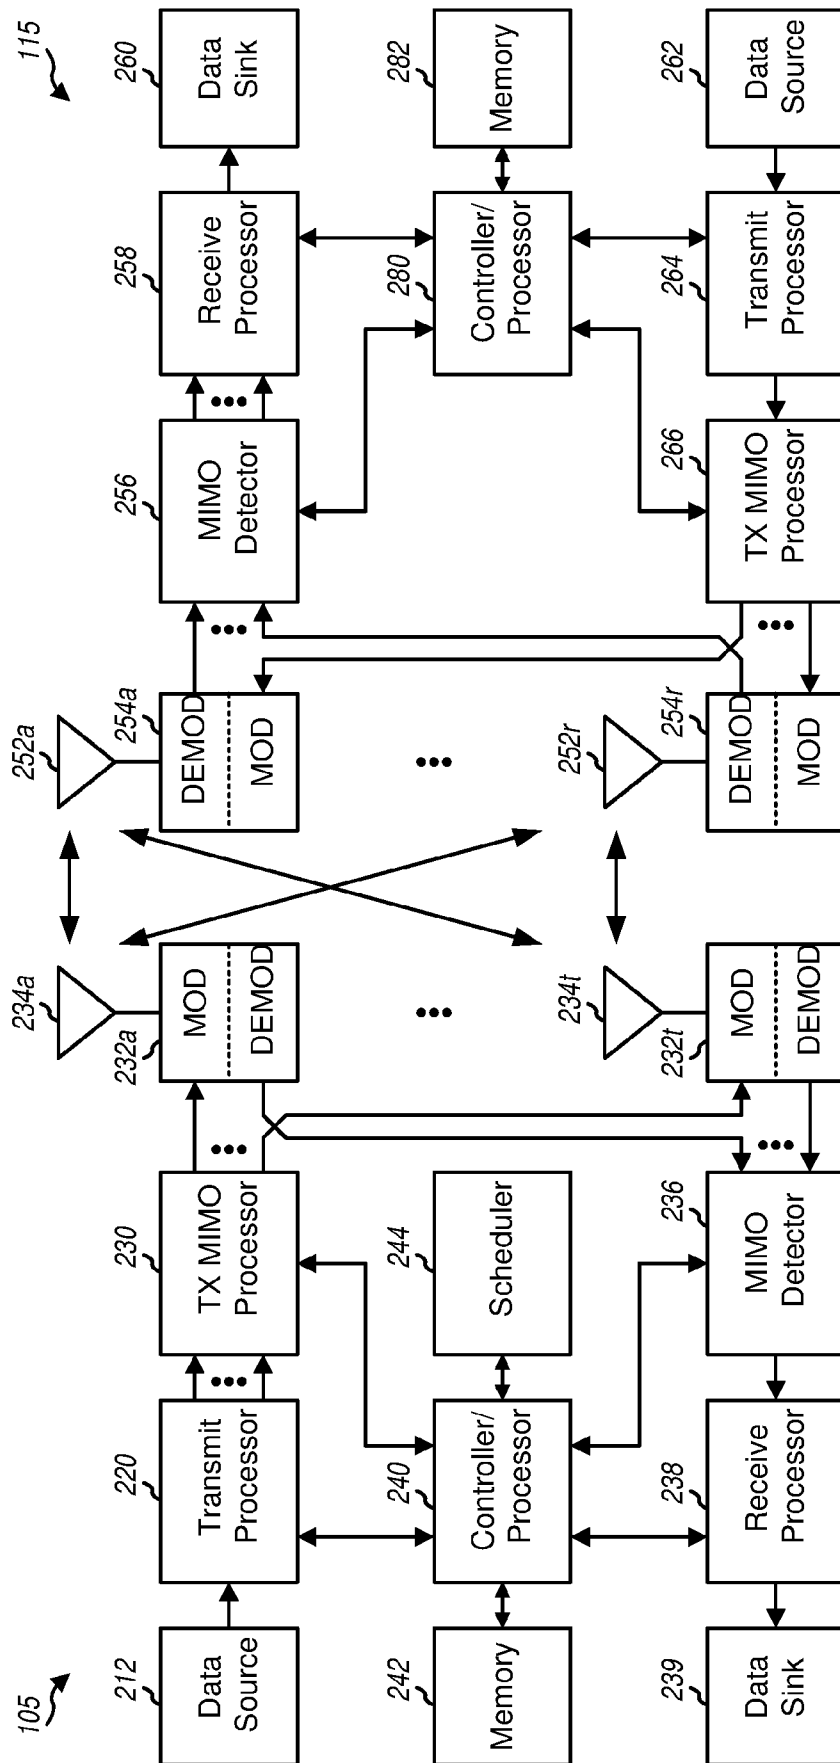 105
115
212
Data
Source
220
Transmit
Processor
230
TX MIMO
Processor
232a
MOD
DEMOD
234a
252a
254a
DEMOD
MOD
256
MIMO
Detector
258
Receive
Processor
260
Data
Sink
242
Memory
240
Controller/
Processor
244
Scheduler
280
Controller/
Processor
282
Memory
239
Data
Sink
238
Receive
Processor
236
MIMO
Detector
232t
MOD
DEMOD
234t
252r
254r
DEMOD
MOD
266
TX MIMO
Processor
264
Transmit
Processor
262
Data
Source